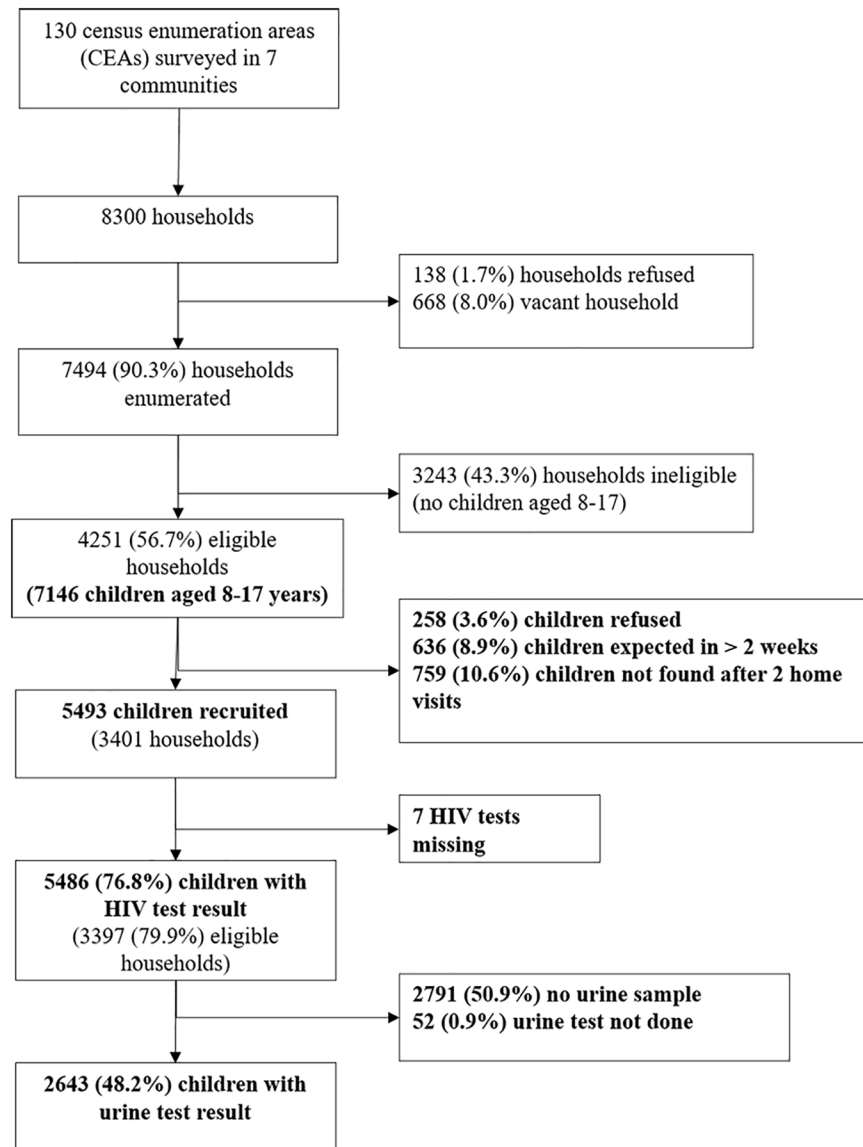 130 census enumeration areas
(CEAs) surveyed in 7
communities
8300 households
138 (1.7%) households refused
668 (8.0%) vacant household
7494 (90.3%) households
enumerated
3243 (43.3%) households ineligible
(no children aged 8-17)
4251 (56.7%) eligible
households
(7146 children aged 8-17 years)
258 (3.6%) children refused
636 (8.9%) children expected in > 2 weeks
759 (10.6%) children not found after 2 home
visits
5493 children recruited
(3401 households)
7 HIV tests
missing
5486 (76.8%) children with
HIV test result
(3397 (79.9%) eligible
households)
2791 (50.9%) no urine sample
52 (0.9%) urine test not done
2643 (48.2%) children with
urine test result